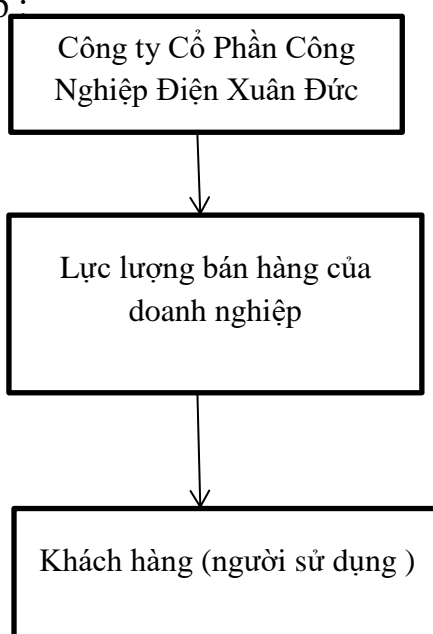 Công ty Cổ Phần Công
Nghiệp Điện Xuân Đức
Lực lượng bán hàng của
doanh nghiệp
Khách hàng (người sử dụng )